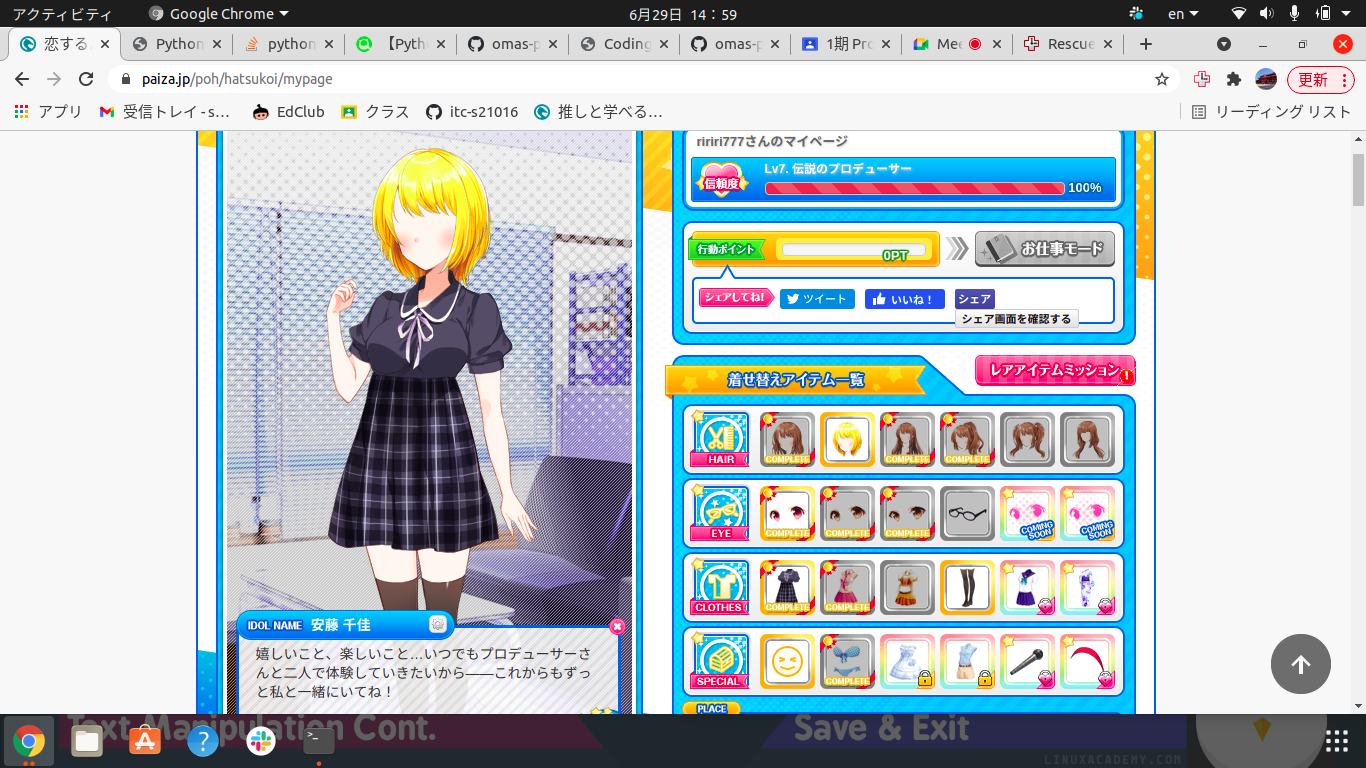 アクティビティ
Google Chrome
6月29日 14：59
en
恋する
Python
python
【Pyth
omas-p
Coding
omas-p
1期 Pro
Mee
Rescue
paiza.jp/poh/hatsukoi/mypage
更新
アプリ
受信トレイ - s…
EdClub
クラス
itc-s21016
推しと学べる…
リーディング リスト
ririri777さんのマイページ
信頼度
Lv7. 伝説のプロデューサー
100%
行動ポイント
0PT
お仕事モード
シェアしてね!
ツイート
いいね！
シェア
シェア画面を確認する
着せ替えアイテム一覧
レアアイテムミッション
HAIR
COMPLETE
COMPLETE
COMPLETE
EYE
COMPLETE
COMPLETE
COMPLETE
COMING SOON
COMING SOON
CLOTHES
COMPLETE
COMPLETE
SPECIAL
COMPLETE
PLACE
IDOL NAME 安藤 千佳
嬉しいこと、楽しいこと…いつでもプロデューサーさ
んと二人で体験していきたいから――これからもずっ
と私と一緒にいてね！
Text Manipulation Cont.
Save & Exit
LINUXACADEMY.COM